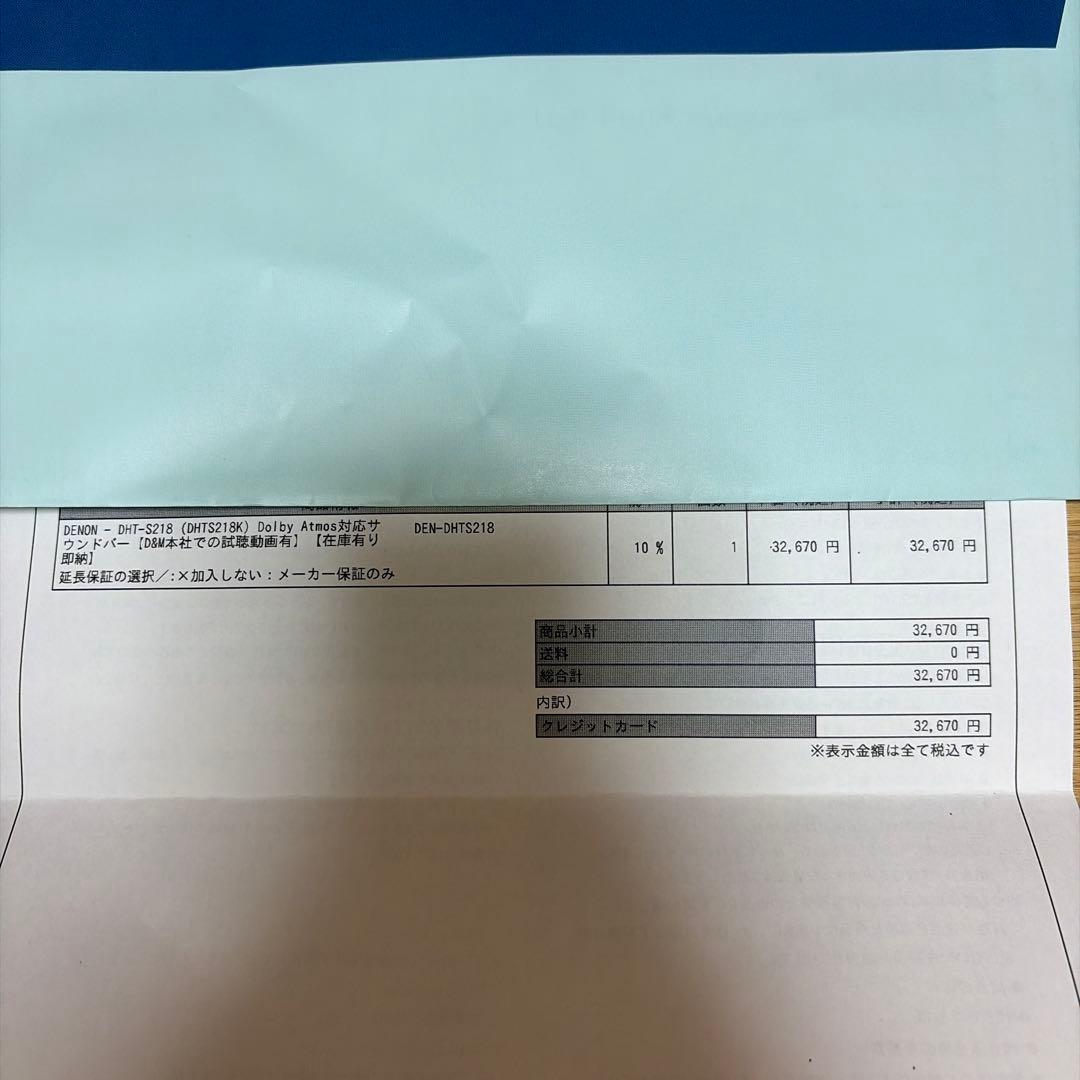 DENON - DHT-S218 (DHTS218K) Dolby Atmos対応サ DEN-DHTS218
ウンドバー【D&M本社での試聴動画有】【在庫有り
即納】
延長保証の選択／:×加入しない：メーカー保証のみ
10 % 1 32,670 円 32,670 円
商品小計 32,670 円
送料 0 円
総合計 32,670 円
内訳）
クレジットカード 32,670 円
※表示金額は全て税込です